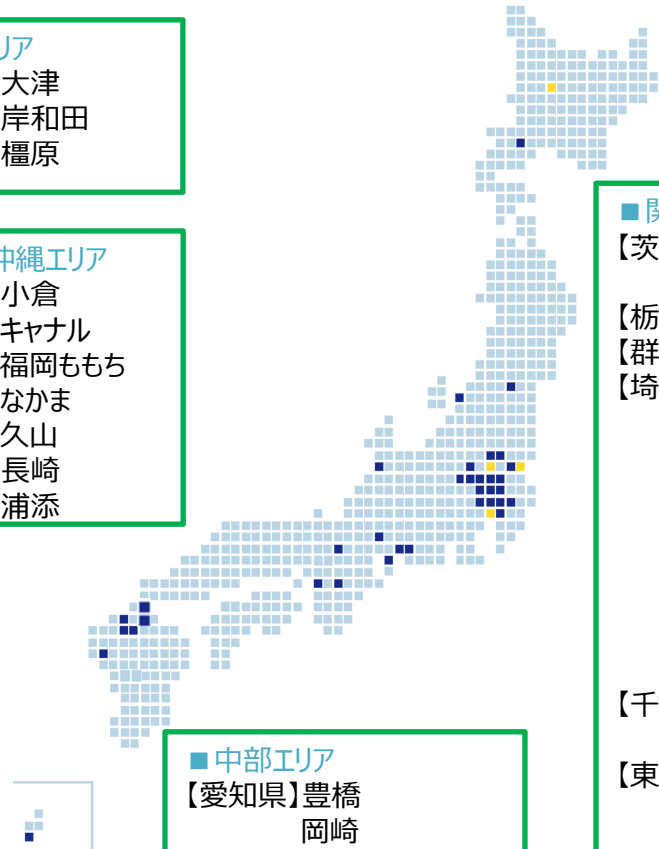 リア
大津
岸和田
橿原
沖縄エリア
小倉
キャナル
福岡ももち
なかま
久山
長崎
浦添
■関
【茨
【栃
【群
【埼
【千
【東
■中部エリア
【愛知県】豊橋
岡崎